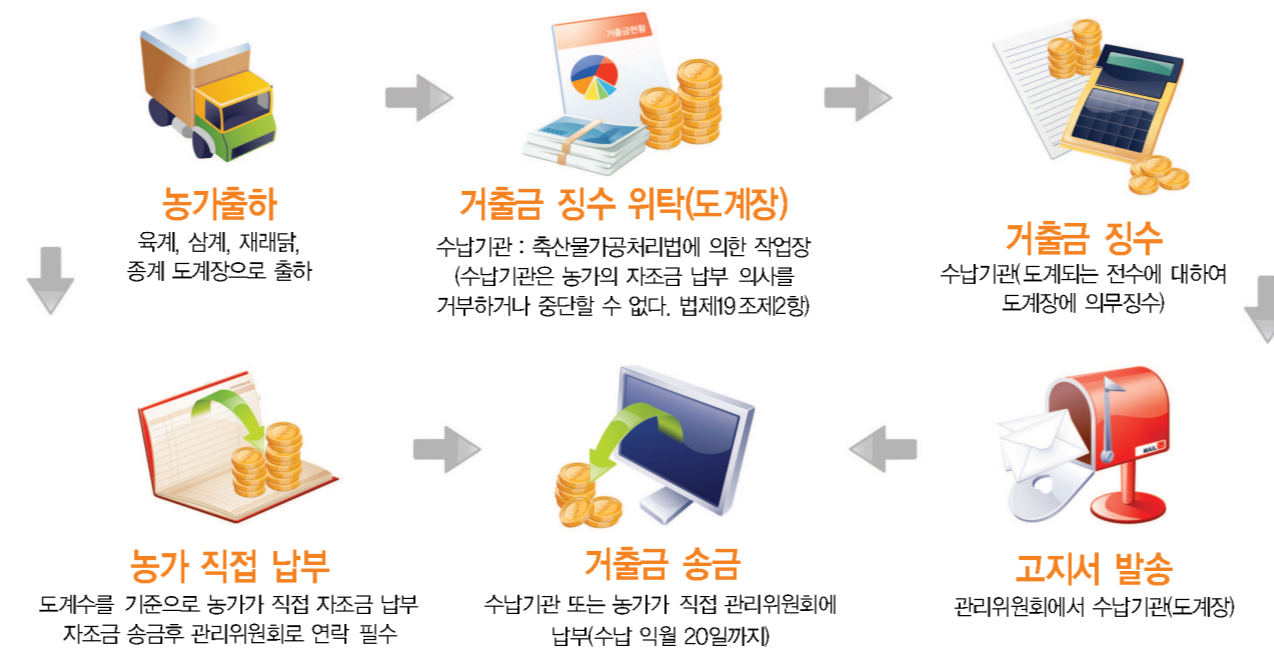 거출금현황
농가출하
육계, 삼계, 재래닭,
종계 도계장으로 출하
거출금 징수 위탁(도계장)
수납기관 : 축산물가공처리법에 의한 작업장
(수납기관은 농가의 자조금 납부 의사를
거부하거나 중단할 수 없다. 법제19조제2항)
거출금 징수
수납기관(도계되는 전수에 대하여
도계장에 의무징수)
농가 직접 납부
도계수를 기준으로 농가가 직접 자조금 납부
자조금 송금후 관리위원회로 연락 필수
거출금 송금
수납기관 또는 농가가 직접 관리위원회에
납부(수납 익월 20일까지)
MAIL
고지서 발송
관리위원회에서 수납기관(도계장)